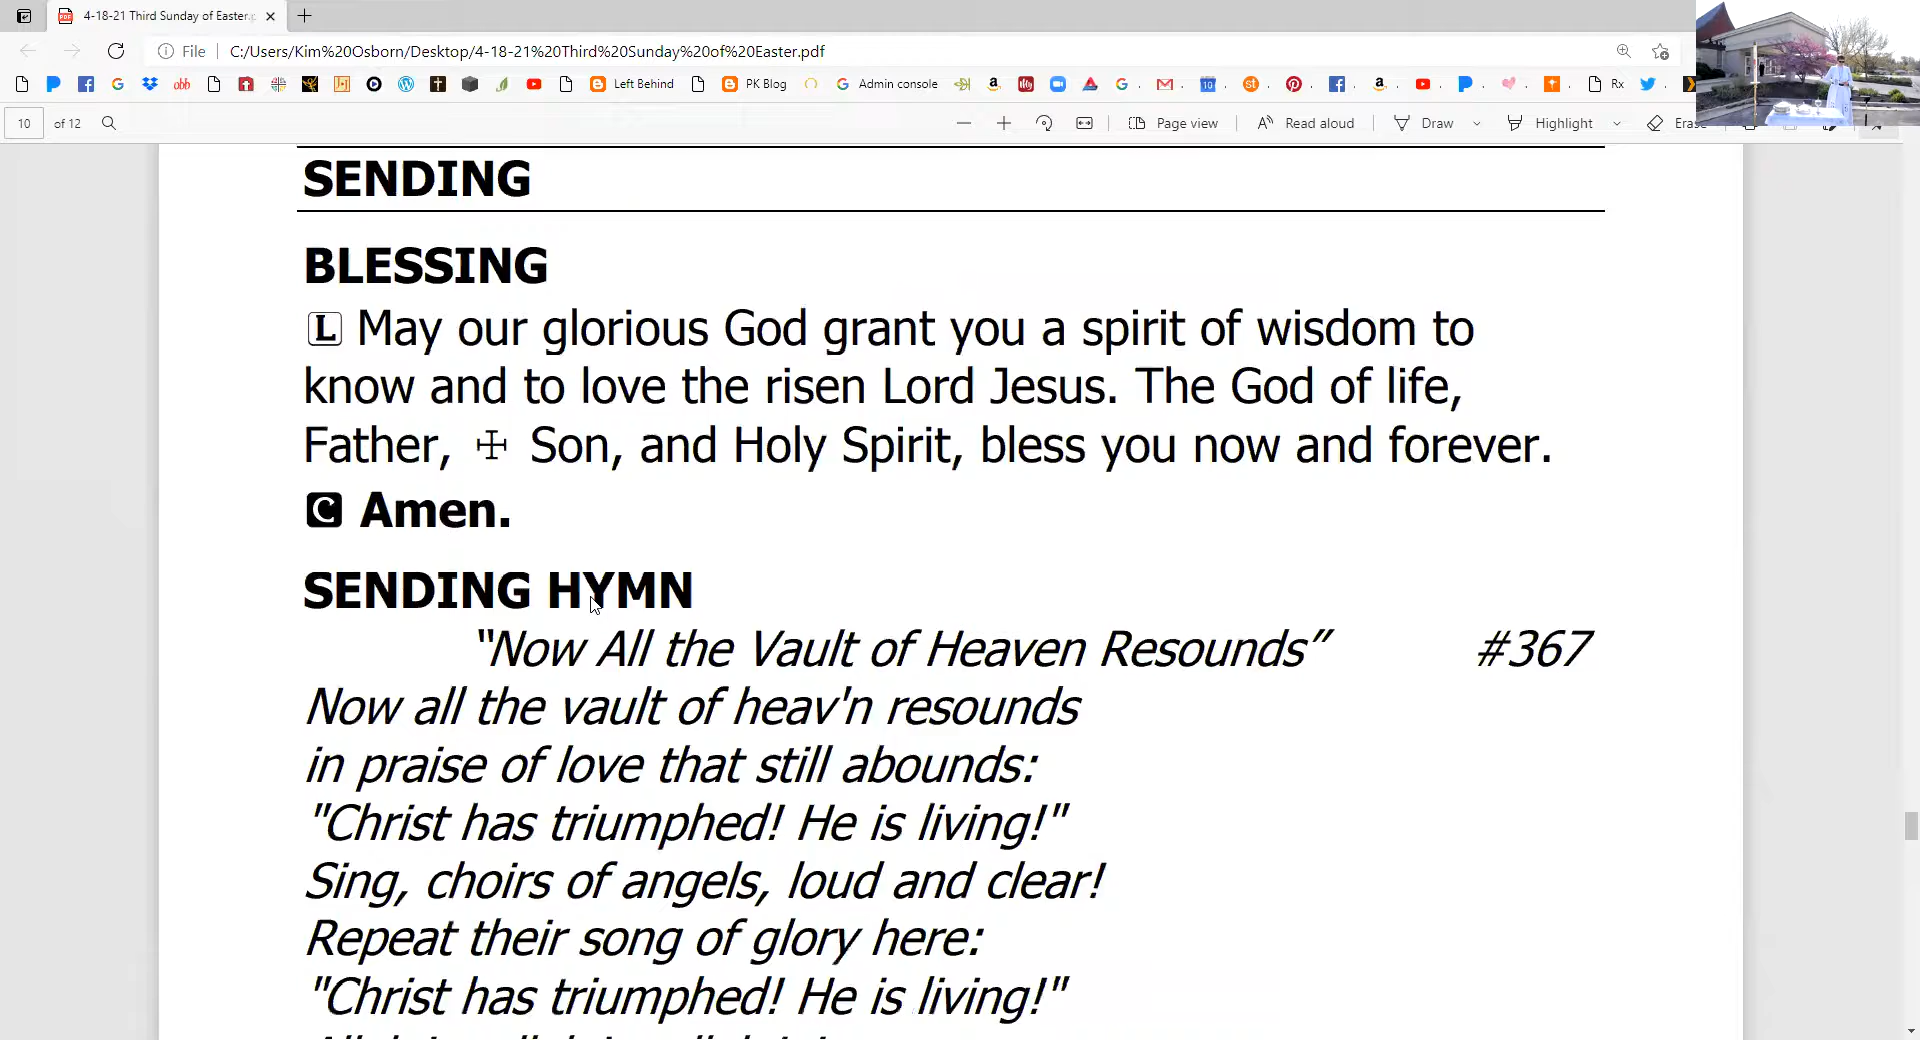 4-18-21 Third Sunday of Easter.p
File
C:/Users/Kim%20Osborn/Desktop/4-18-21%20Third%20Sunday%20of%20Easter.pdf
Left Behind
PK Blog
Admin console
Rx
10 of 12
Page view
Read aloud
Draw
Highlight
Erase
SENDING
BLESSING
L May our glorious God grant you a spirit of wisdom to
know and to love the risen Lord Jesus. The God of life,
Father, ☩ Son, and Holy Spirit, bless you now and forever.
C Amen.
SENDING HYMN
“Now All the Vault of Heaven Resounds” #367
Now all the vault of heav'n resounds
in praise of love that still abounds:
"Christ has triumphed! He is living!"
Sing, choirs of angels, loud and clear!
Repeat their song of glory here:
"Christ has triumphed! He is living!"